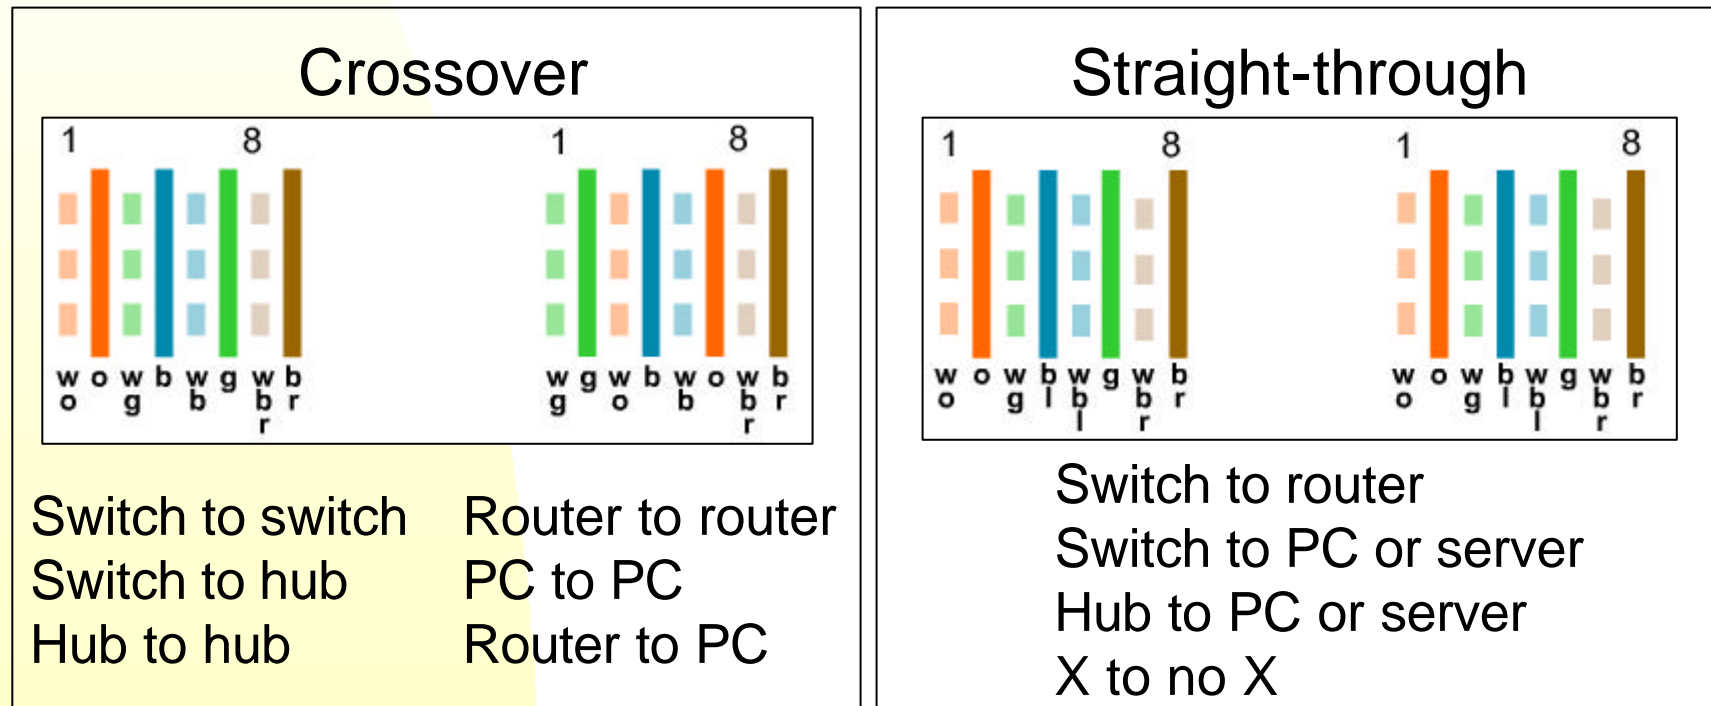 Crossover
1 8 1 8
w o w b w g w b
o g b b r
r
w g w b w o w b
g o b b r
r
Switch to switch Router to router
Switch to hub PC to PC
Hub to hub Router to PC
Straight-through
1 8 1 8
w o w b w g w b
o g l b b r
l r
w o w b w g w b
o g l b b r
l r
Switch to router
Switch to PC or server
Hub to PC or server
X to no X